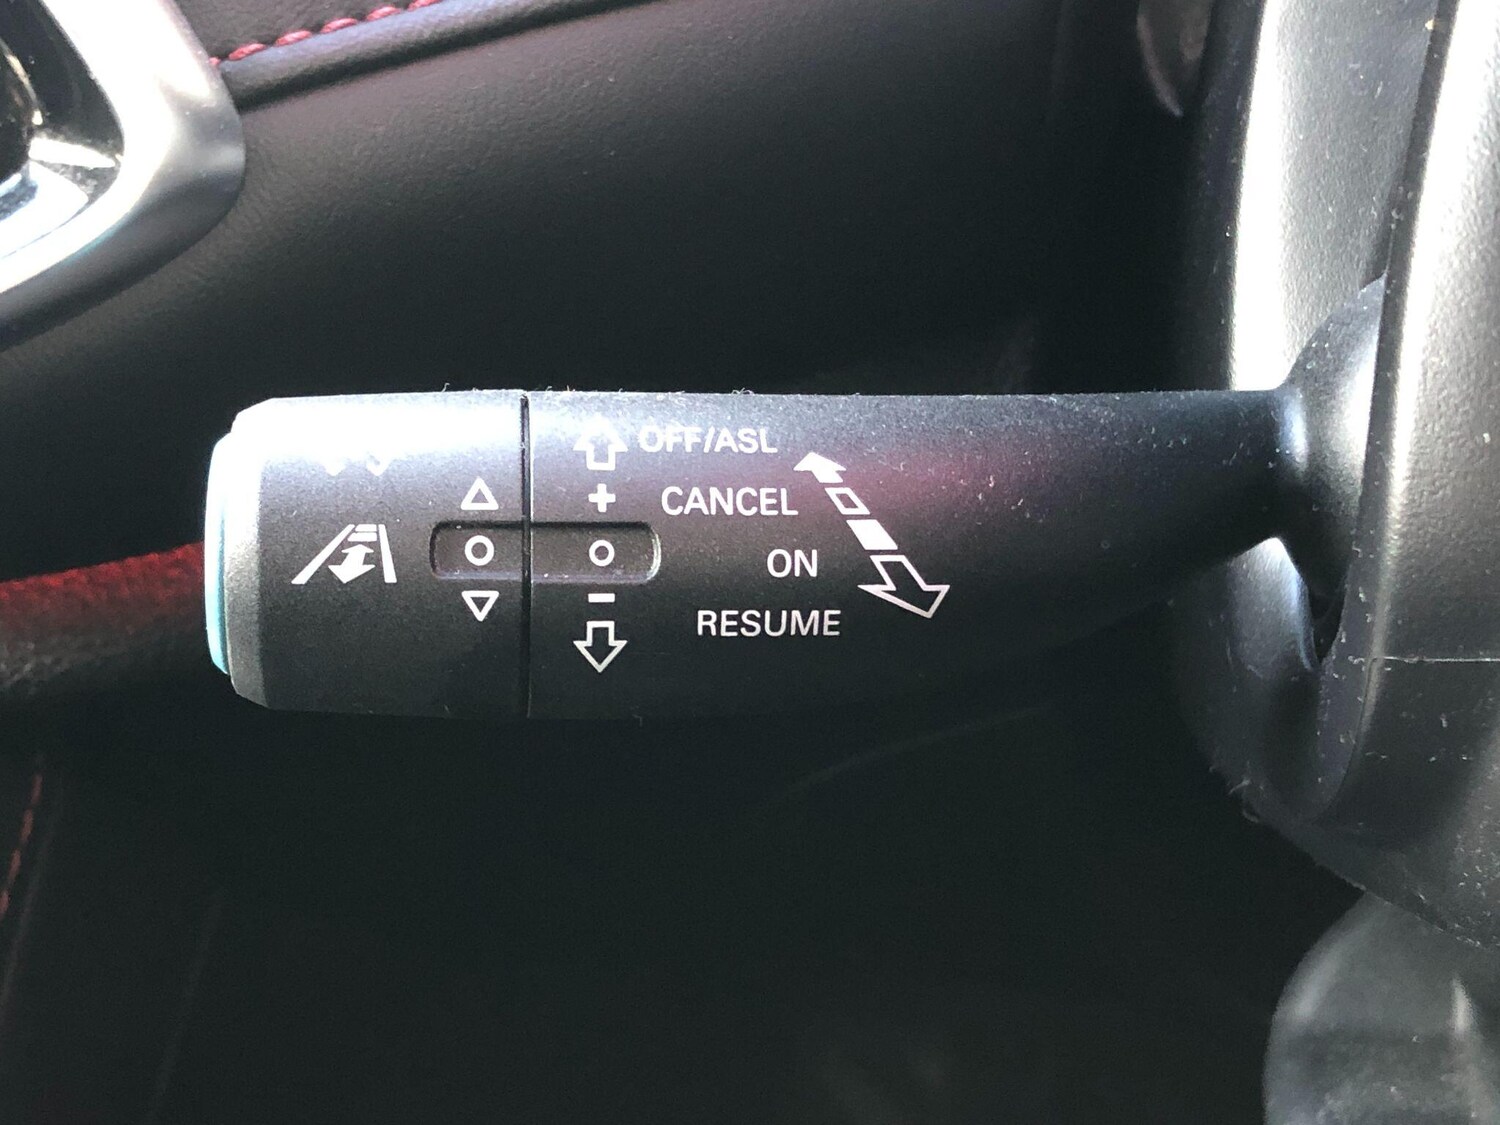 OFF/ASL
+ CANCEL
ON
- RESUME